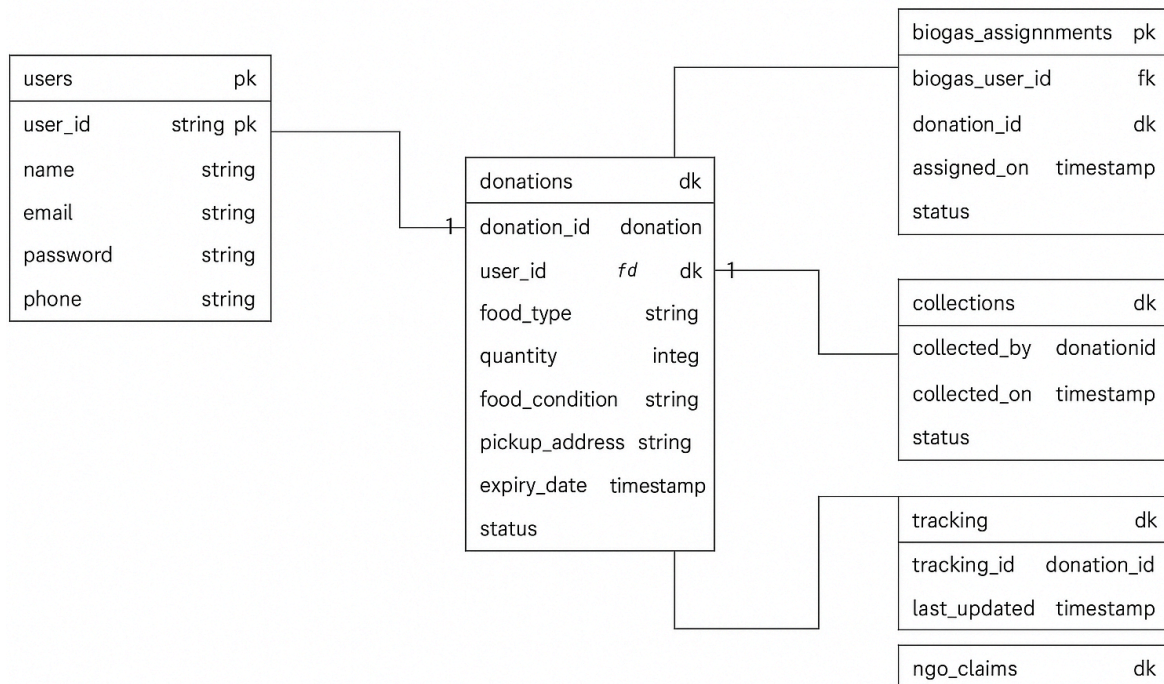 users pk
user_id string pk
name string
email string
password string
phone string
donations dk
1 donation_id donation
user_id fd dk 1
food_type string
quantity integ
food_condition string
pickup_address string
expiry_date timestamp
status
biogas_assignnments pk
biogas_user_id fk
donation_id dk
assigned_on timestamp
status
collections dk
collected_by donationid
collected_on timestamp
status
tracking dk
tracking_id donation_id
last_updated timestamp
ngo_claims dk